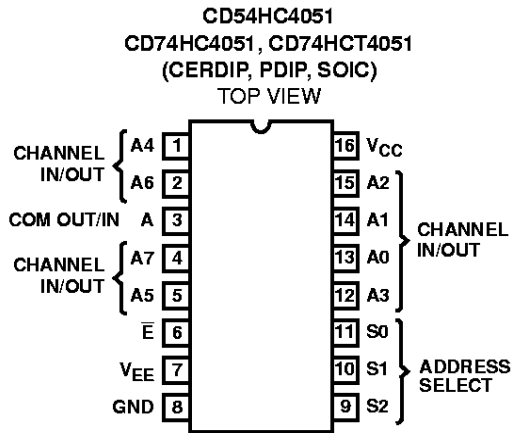 CD54HC4051
CD74HC4051, CD74HCT4051
(CERDIP, PDIP, SOIC)
TOP VIEW
CHANNEL IN/OUT
A4 1
A6 2
COM OUT/IN A 3
CHANNEL IN/OUT
A7 4
A5 5
E̅ 6
VEE 7
GND 8
16 VCC
15 A2
14 A1
13 A0
12 A3
CHANNEL IN/OUT
11 S0
10 S1
9 S2
ADDRESS SELECT